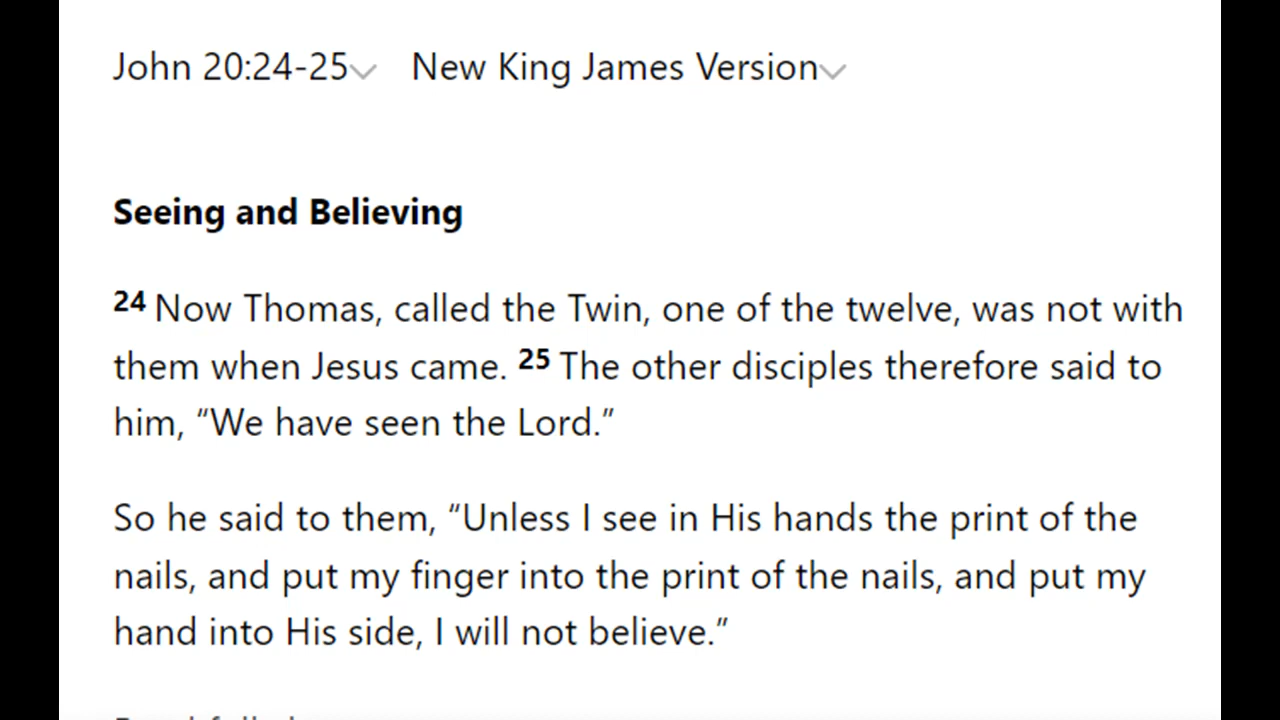 John 20:24-25 New King James Version
Seeing and Believing
24 Now Thomas, called the Twin, one of the twelve, was not with
them when Jesus came. 25 The other disciples therefore said to
him, “We have seen the Lord.”
So he said to them, “Unless I see in His hands the print of the
nails, and put my finger into the print of the nails, and put my
hand into His side, I will not believe.”